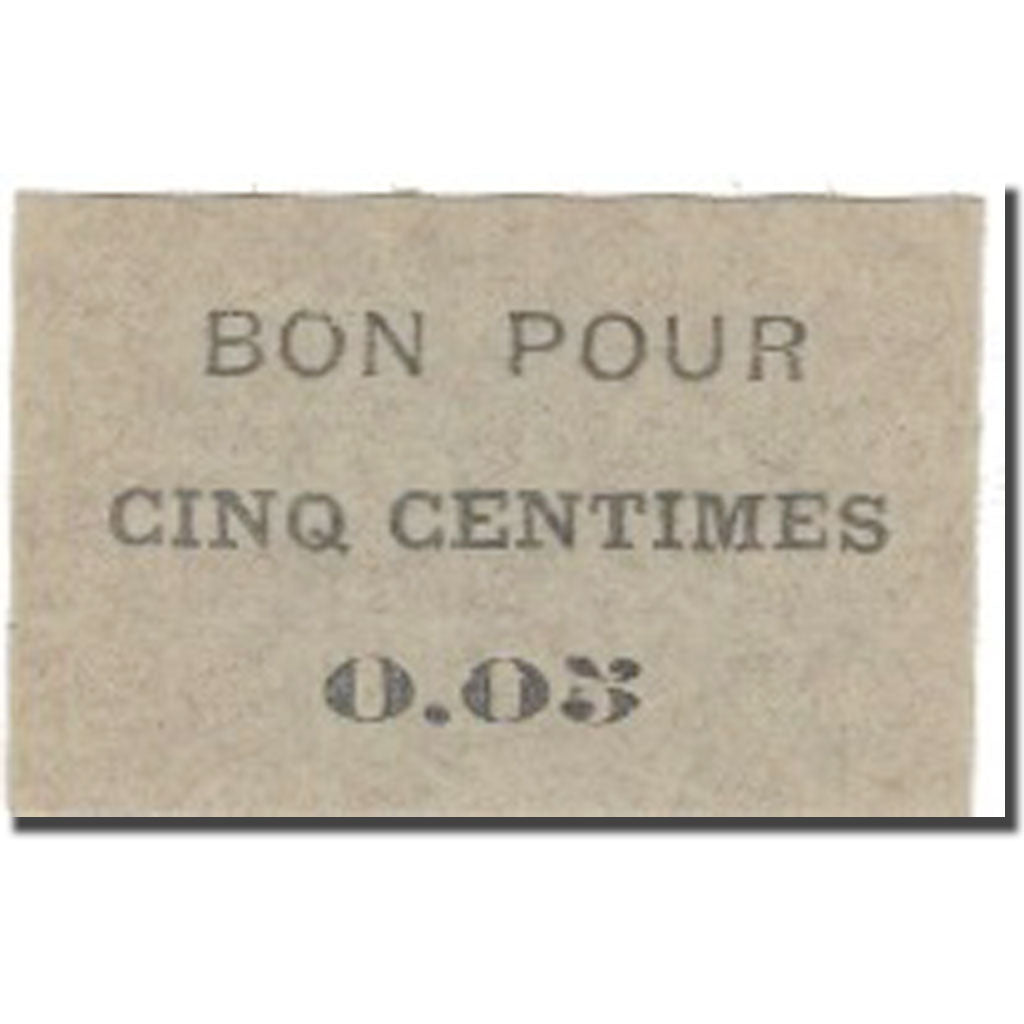 BON POUR
CINQ CENTIMES
0.05